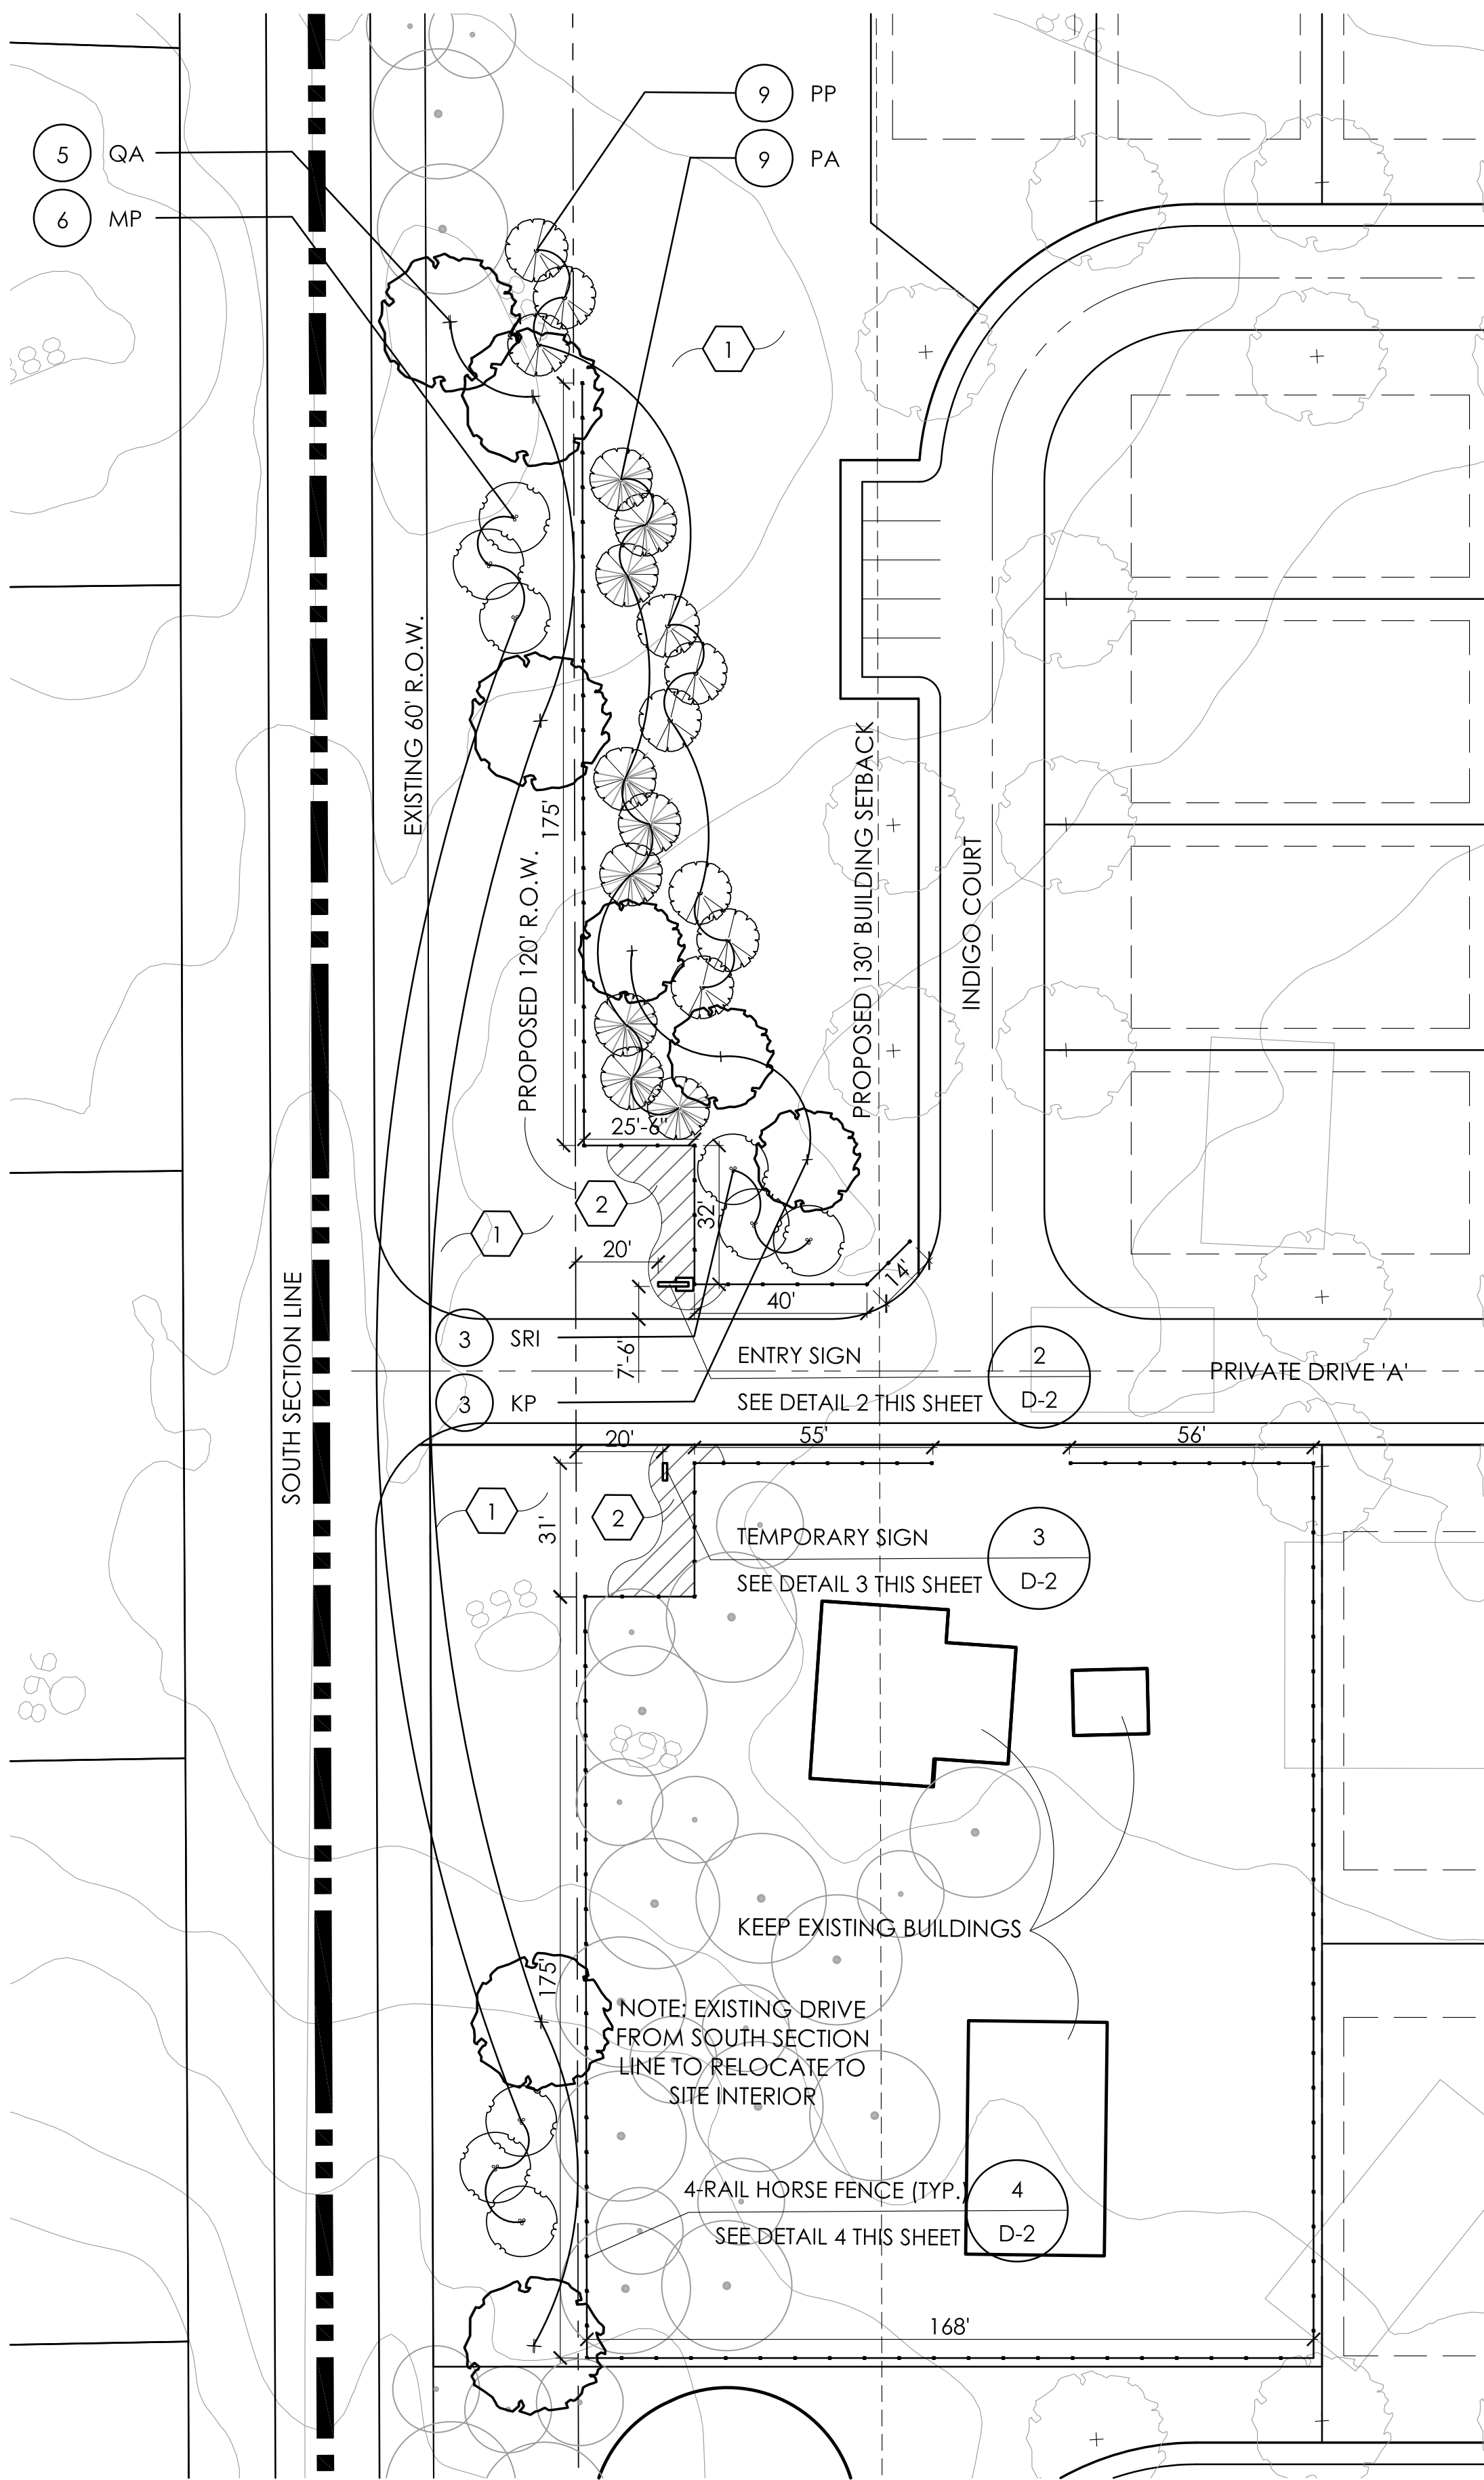 9 PP
5 QA
9 PA
6 MP
1
EXISTING 60' R.O.W.
175'
PROPOSED 120' R.O.W.
PROPOSED 130' BUILDING SETBACK
INDIGO COURT
25'-6"
2
32'
1
20'
14'
40'
SOUTH SECTION LINE
3 SRI
7'-6"
ENTRY SIGN
2
SEE DETAIL 2 THIS SHEET
D-2
PRIVATE DRIVE 'A'
3 KP
20'
55'
56'
1
2
31'
TEMPORARY SIGN
3
SEE DETAIL 3 THIS SHEET
D-2
KEEP EXISTING BUILDINGS
175'
NOTE: EXISTING DRIVE
FROM SOUTH SECTION
LINE TO RELOCATE TO
SITE INTERIOR
4-RAIL HORSE FENCE (TYP.)
4
SEE DETAIL 4 THIS SHEET
D-2
168'